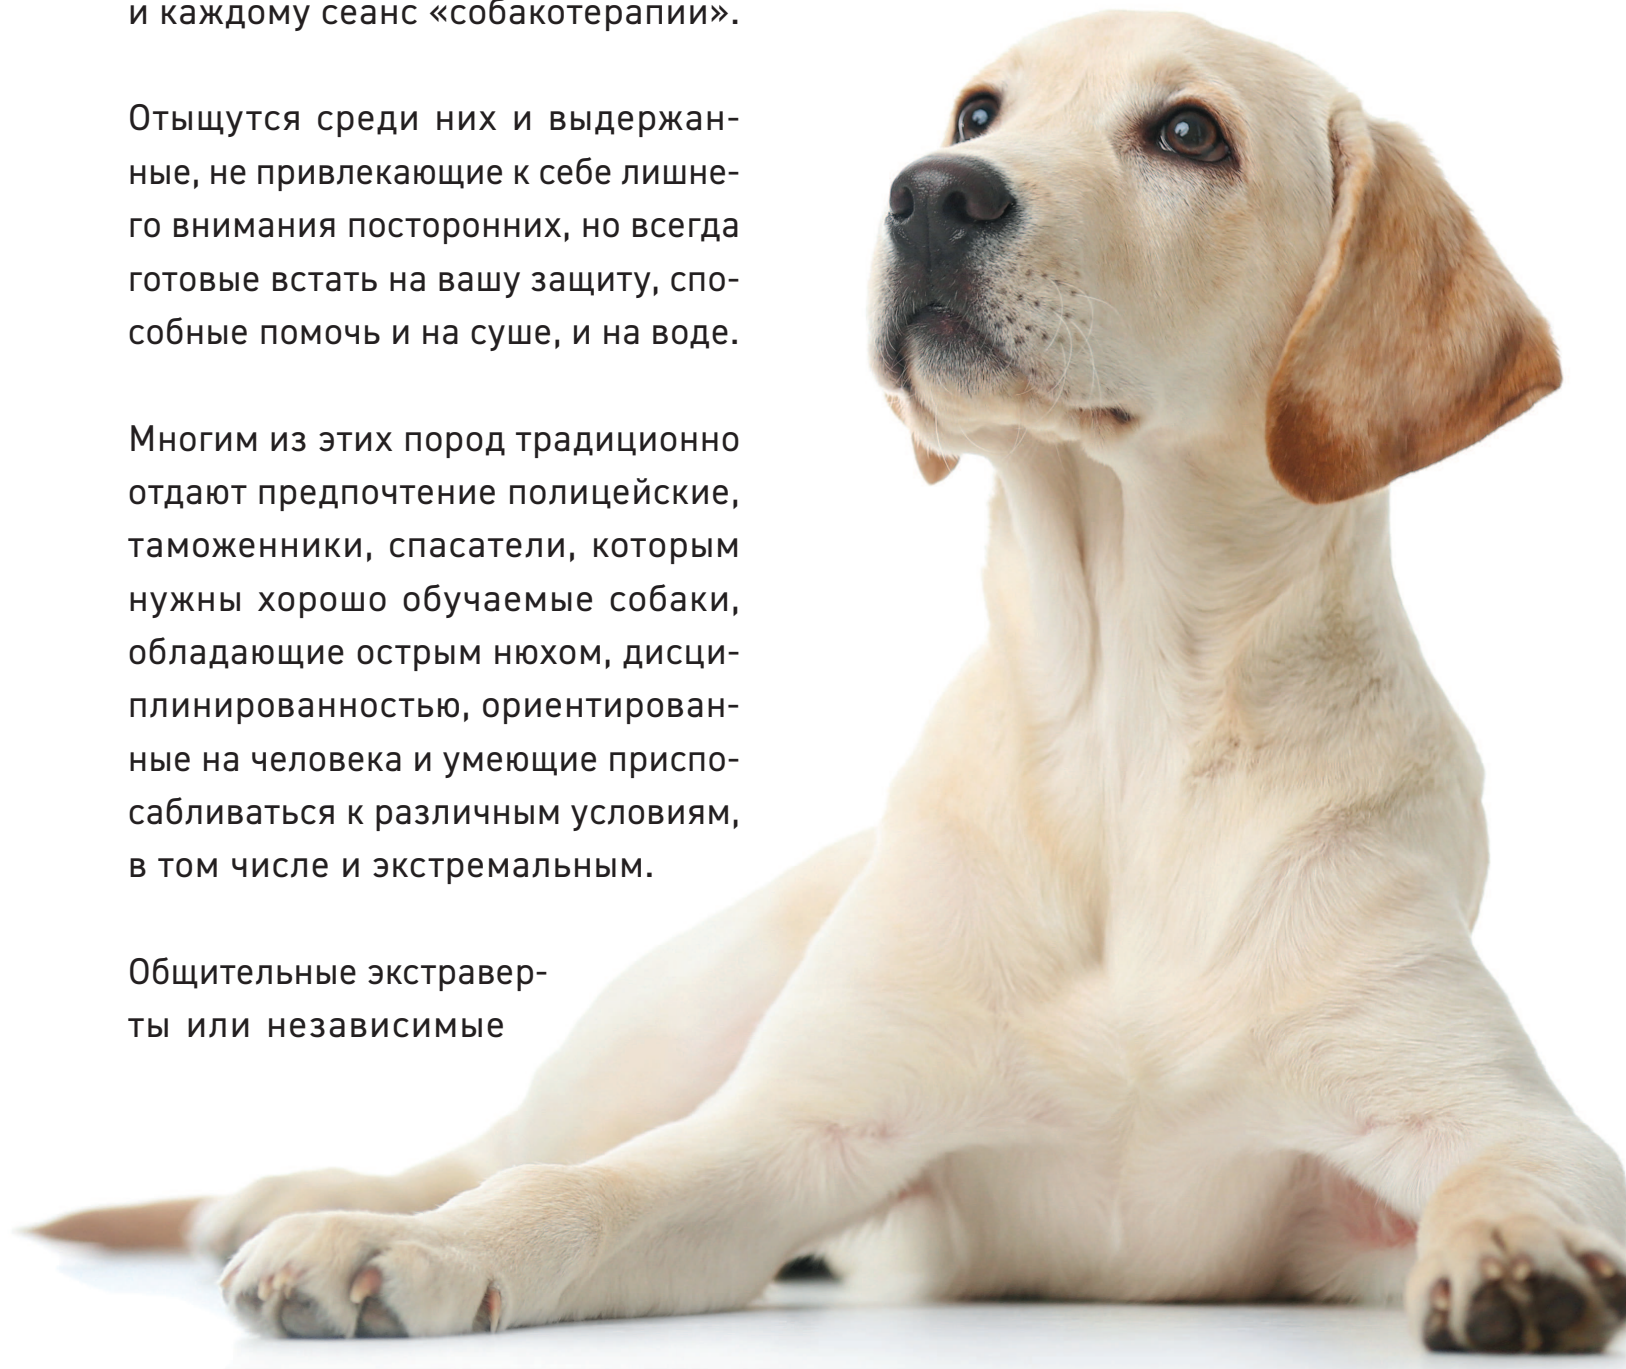 и каждому сеанс «собакотерапии».
Отыщутся среди них и выдержан-
ные, не привлекающие к себе лишне-
го внимания посторонних, но всегда
готовые встать на вашу защиту, спо-
собные помочь и на суше, и на воде.
Многим из этих пород традиционно
отдают предпочтение полицейские,
таможенники, спасатели, которым
нужны хорошо обучаемые собаки,
обладающие острым нюхом, дисци-
плинированностью, ориентирован-
ные на человека и умеющие приспо-
сабливаться к различным условиям,
в том числе и экстремальным.
Общительные экстравер-
ты или независимые